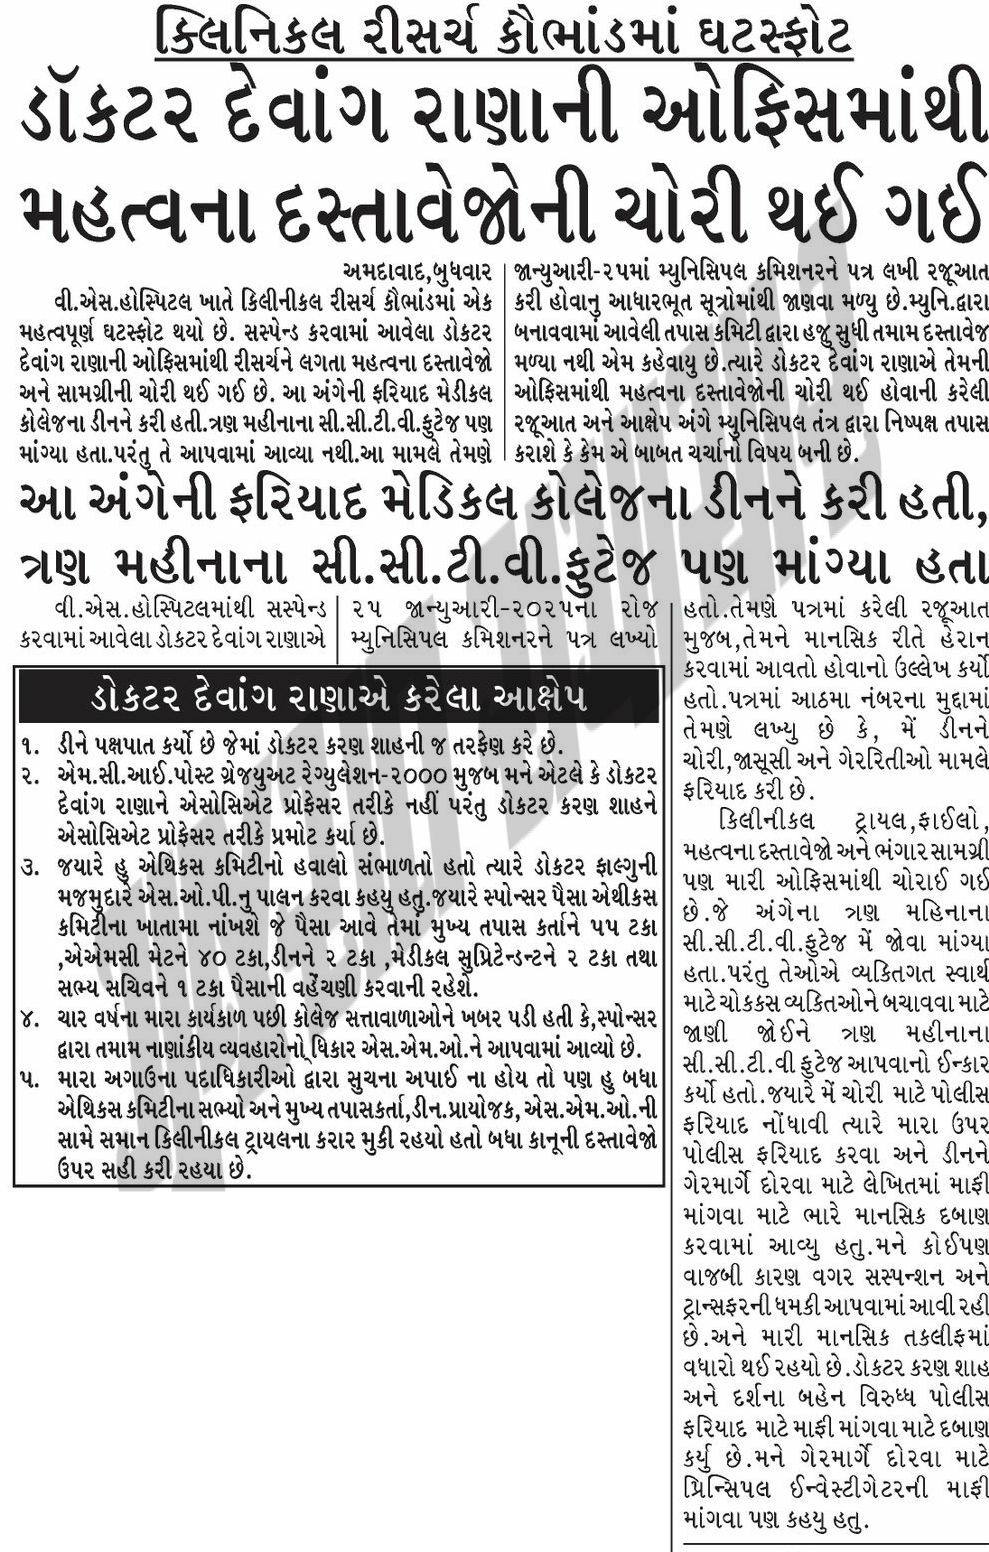 ક્લિનિકલ રીસર્ચ કૌભાંડમાં ઘટસ્ફોટ
ડૉક્ટર દેવાંગ રાણાની ઓફિસમાંથી
મહત્વના દસ્તાવેજોની ચોરી થઈ ગઈ
અમદાવાદ,બુધવાર
વી.એસ.હોસ્પિટલ ખાતે કિલીનીકલ રીસર્ચ કૌભાંડમાં એક
મહત્વપૂર્ણ ઘટસ્ફોટ થયો છે. સસ્પેન્ડ કરવામાં આવેલા ડોકટર
દેવાંગ રાણાની ઓફિસમાંથી રીસર્ચને લગતા મહત્વના દસ્તાવેજો
અને સામગ્રીની ચોરી થઈ ગઈ છે. આ અંગેની ફરિયાદ મેડીકલ
કોલેજના ડીનને કરી હતી.ત્રણ મહીનાના સી.સી.ટી.વી.ફુટેજ પણ
માંગ્યા હતા.પરંતુ તે આપવામાં આવ્યા નથી.આ મામલે તેમણે
જાન્યુઆરી-૨૫માં મ્યુનિસિપલ કમિશનરને પત્ર લખી રજૂઆત
કરી હોવાનુ આધારભૂત સૂત્રોમાંથી જાણવા મળ્યુ છે.મ્યુનિ.દ્વારા
બનાવવામાં આવેલી તપાસ કમિટી દ્વારા હજુ સુધી તમામ દસ્તાવેજ
મળ્યા નથી એમ કહેવાયુ છે.ત્યારે ડોકટર દેવાંગ રાણાએ તેમની
ઓફિસમાંથી મહત્વના દસ્તાવેજોની ચોરી થઈ હોવાની કરેલી
રજૂઆત અને આક્ષેપ અંગે મ્યુનિસિપલ તંત્ર દ્વારા નિષ્પક્ષ તપાસ
કરાશે કે કેમ એ બાબત ચર્ચાનો વિષય બની છે.
આ અંગેની ફરિયાદ મેડિકલ કોલેજના ડીનને કરી હતી,
ત્રણ મહીનાના સી.સી.ટી.વી.ફુટેજ પણ માંગ્યા હતા
વી.એસ.હોસ્પિટલમાંથી સસ્પેન્ડ
કરવામાં આવેલા ડોકટર દેવાંગ રાણાએ
૨૫ જાન્યુઆરી-૨૦૨૫ના રોજ
મ્યુનિસિપલ કમિશનરને પત્ર લખ્યો
હતો.તેમણે પત્રમાં કરેલી રજૂઆત
મુજબ,તેમને માનસિક રીતે હેરાન
કરવામાં આવતો હોવાનો ઉલ્લેખ કર્યો
હતો.પત્રમાં આઠમા નંબરના મુદ્દામાં
તેમણે લખ્યુ છે કે, મેં ડીનને
ચોરી,જાસૂસી અને ગેરરિતીઓ મામલે
ફરિયાદ કરી છે.
કિલીનીકલ ટ્રાયલ,ફાઈલો,
મહત્વના દસ્તાવેજો અને ભંગાર સામગ્રી
પણ મારી ઓફિસમાંથી ચોરાઈ ગઈ
છે.જે અંગેના ત્રણ મહિનાના
સી.સી.ટી.વી.ફુટેજ મેં જોવા માંગ્યા
હતા.પરંતુ તેઓએ વ્યકિતગત સ્વાર્થ
માટે ચોકકસ વ્યકિતઓને બચાવવા માટે
જાણી જોઈને ત્રણ મહીનાના
સી.સી.ટી.વી ફુટેજ આપવાનો ઈન્કાર
કર્યો હતો.જયારે મેં ચોરી માટે પોલીસ
ફરિયાદ નોંધાવી ત્યારે મારા ઉપર
પોલીસ ફરિયાદ કરવા અને ડીનને
ગેરમાર્ગે દોરવા માટે લેખિતમાં માફી
માંગવા માટે ભારે માનસિક દબાણ
કરવામાં આવ્યુ હતુ.મને કોઈપણ
વાજબી કારણ વગર સસ્પન્શન અને
ટ્રાન્સફરની ધમકી આપવામાં આવી રહી
છે.અને મારી માનસિક તકલીફમાં
વધારો થઈ રહયો છે.ડોકટર કરણ શાહ
અને દર્શના બહેન વિરુધ્ધ પોલીસ
ફરિયાદ માટે માફી માંગવા માટે દબાણ
કર્યુ છે.મને ગેરમાર્ગે દોરવા માટે
પ્રિન્સિપલ ઈન્વેસ્ટીગેટરની માફી
માંગવા પણ કહયુ હતુ.
ડોકટર દેવાંગ રાણાએ કરેલા આક્ષેપ
૧. ડીને પક્ષપાત કર્યો છે જેમાં ડોકટર કરણ શાહની જ તરફેણ કરે છે.
૨. એમ.સી.આઈ.પોસ્ટ ગ્રેજયુઅટ રેગ્યુલેશન-૨૦૦૦ મુજબ મને એટલે કે ડોકટર
દેવાંગ રાણાને એસોસિએટ પ્રોફેસર તરીકે નહીં પરંતુ ડોકટર કરણ શાહને
એસોસિએટ પ્રોફેસર તરીકે પ્રમોટ કર્યા છે.
૩. જયારે હુ એથિકસ કમિટીનો હવાલો સંભાળતો હતો ત્યારે ડોકટર ફાલ્ગુની
મજમુદારે એસ.ઓ.પી.નુ પાલન કરવા કહયુ હતુ.જયારે સ્પોન્સર પૈસા એથીકસ
કમિટીના ખાતામા નાંખશે જે પૈસા આવે તેમાં મુખ્ય તપાસ કર્તાને ૫૫ ટકા
,એએમસી મેટને ૪૦ ટકા,ડીનને ૨ ટકા ,મેડીકલ સુપ્રિટેન્ડન્ટને ૨ ટકા તથા
સભ્ય સચિવને ૧ ટકા પૈસાની વહેંચણી કરવાની રહેશે.
૪. ચાર વર્ષના મારા કાર્યકાળ પછી કોલેજ સત્તાવાળાઓને ખબર પડી હતી કે,સ્પોન્સર
દ્વારા તમામ નાણાંકીય વ્યવહારોનો ધિકાર એસ.એમ.ઓ.ને આપવામાં આવ્યો છે.
૫. મારા અગાઉના પદાધિકારીઓ દ્વારા સુચના અપાઈ ના હોય તો પણ હુ બધા
એથિકસ કમિટીના સભ્યો અને મુખ્ય તપાસકર્તા,ડીન.પ્રાયોજક, એસ.એમ.ઓ.ની
સામે સમાન કિલીનીકલ ટ્રાયલના કરાર મુકી રહયો હતો બધા કાનૂની દસ્તાવેજો
ઉપર સહી કરી રહયા છે.